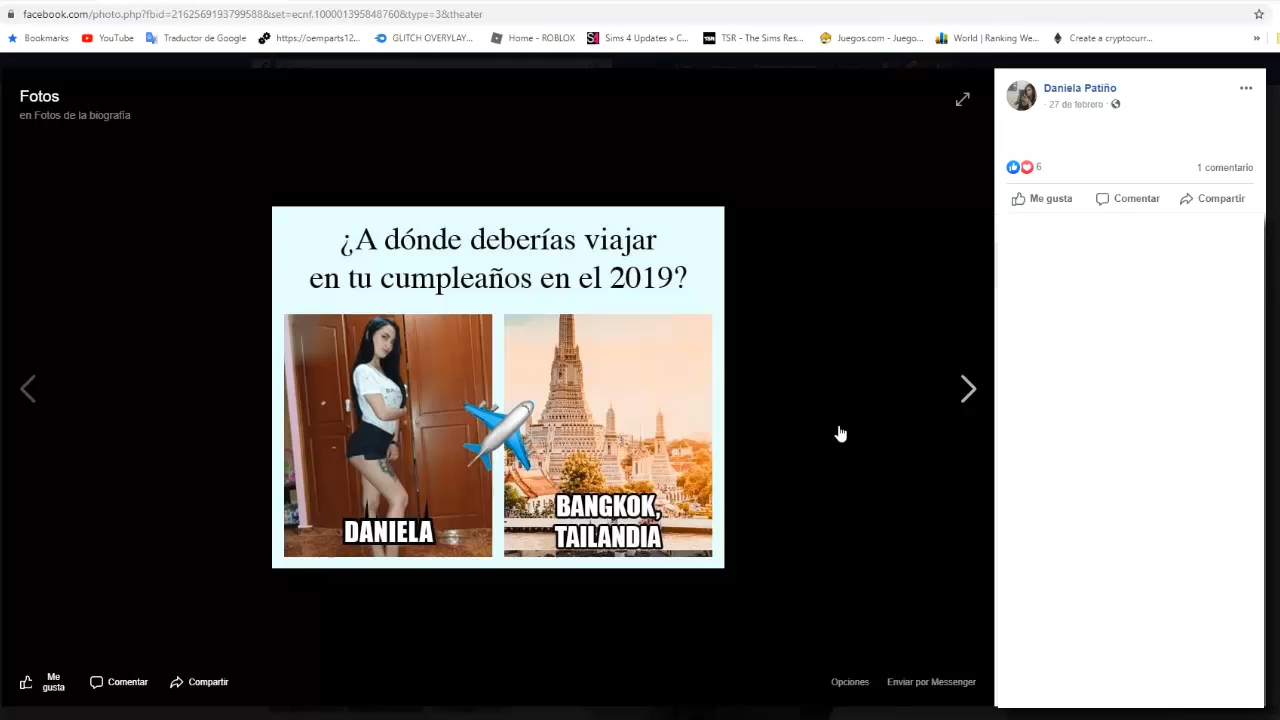 facebook.com/photo.php?fbid=2162569193799588&set=ecnf.100001395848760&type=3&theater
Bookmarks YouTube Traductor de Google https://oemparts12... GLITCH OVERYLAY... Home - ROBLOX Sims 4 Updates » C... TSR - The Sims Res... Juegos.com - Juego... World | Ranking We... Create a cryptocurr... »
Fotos
en Fotos de la biografía
Daniela Patiño
· 27 de febrero ·
6
1 comentario
Me gusta Comentar Compartir
¿A dónde deberías viajar
en tu cumpleaños en el 2019?
DANIELA
BANGKOK,
TAILANDIA
Me
gusta
Comentar Compartir
Opciones Enviar por Messenger